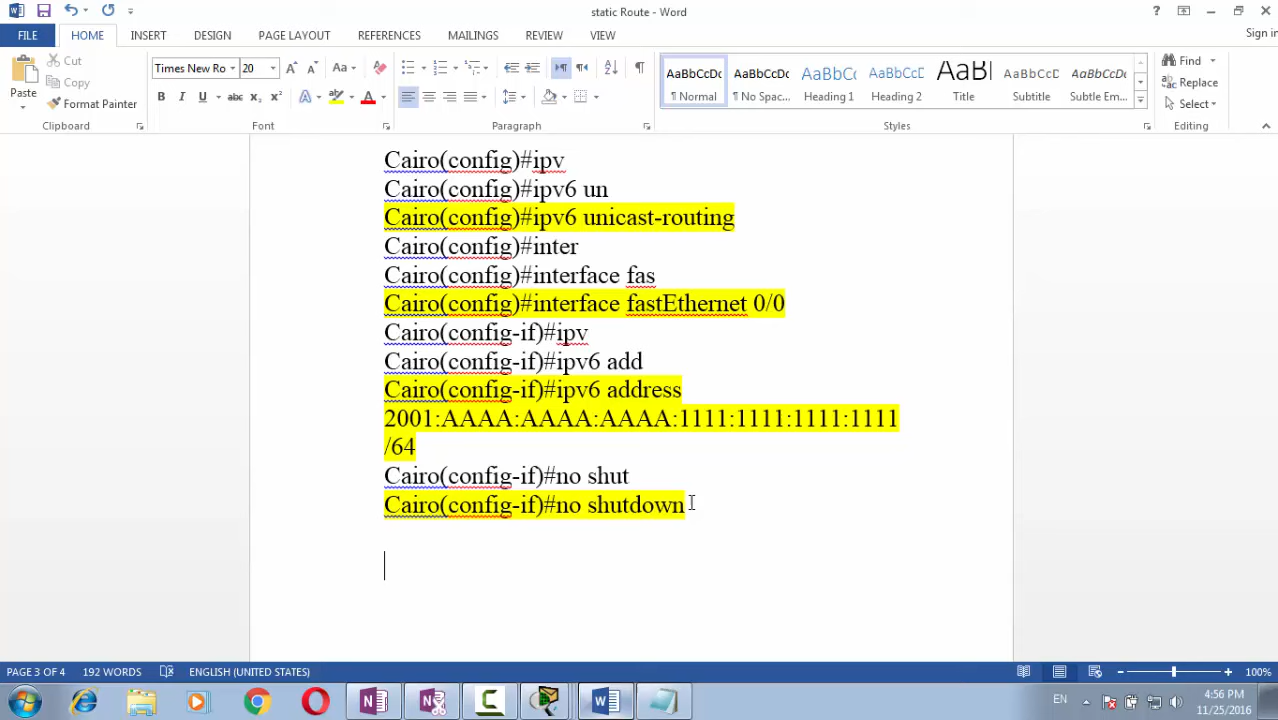 static Route - Word
Sign in
FILE HOME INSERT DESIGN PAGE LAYOUT REFERENCES MAILINGS REVIEW VIEW
Paste
Cut
Copy
Format Painter
Clipboard
Times New Ro 20
Font
Paragraph
AaBbCcDc AaBbCcDc AaBbCc AaBbCcD AaBl AaBbCcD AaBbCcDc
¶ Normal ¶ No Spac... Heading 1 Heading 2 Title Subtitle Subtle Em...
Styles
Find
Replace
Select
Editing
Cairo(config)#ipv
Cairo(config)#ipv6 un
Cairo(config)#ipv6 unicast-routing
Cairo(config)#inter
Cairo(config)#interface fas
Cairo(config)#interface fastEthernet 0/0
Cairo(config-if)#ipv
Cairo(config-if)#ipv6 add
Cairo(config-if)#ipv6 address
2001:AAAA:AAAA:AAAA:1111:1111:1111:1111
/64
Cairo(config-if)#no shut
Cairo(config-if)#no shutdown
PAGE 3 OF 4 192 WORDS ENGLISH (UNITED STATES) 100%
EN 4:56 PM
11/25/2016